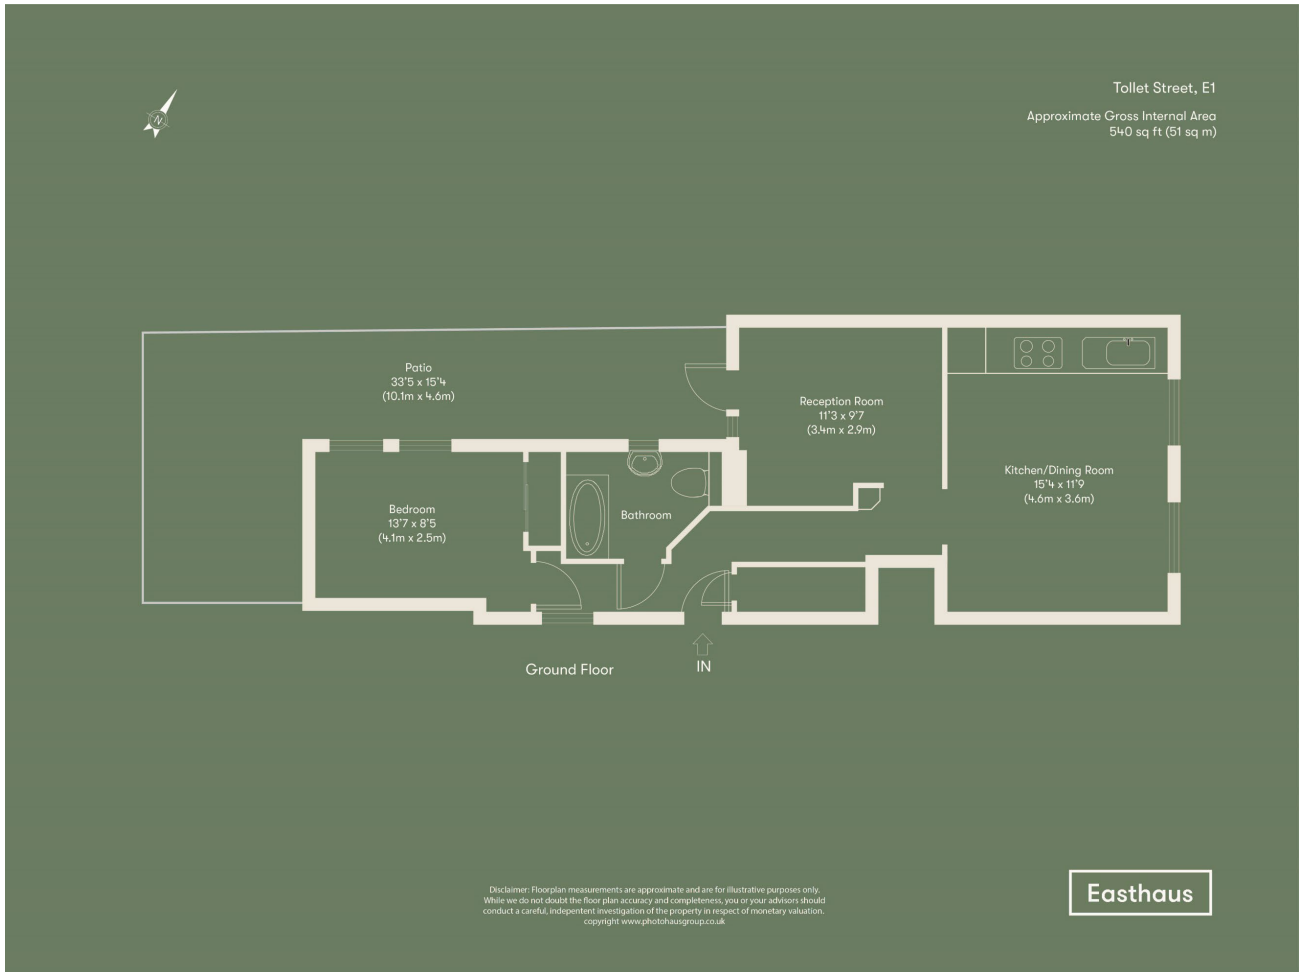 N
Tollet Street, E1
Approximate Gross Internal Area
540 sq ft (51 sq m)
Patio
33'5 x 15'4
(10.1m x 4.6m)
Reception Room
11'3 x 9'7
(3.4m x 2.9m)
Kitchen/Dining Room
15'4 x 11'9
(4.6m x 3.6m)
Bedroom
13'7 x 8'5
(4.1m x 2.5m)
Bathroom
Ground Floor
IN
Disclaimer: Floorplan measurements are approximate and are for illustrative purposes only.
While we do not doubt the floor plan accuracy and completeness, you or your advisors should
conduct a careful, indepentent investigation of the property in respect of monetary valuation.
copyright www.photohausgroup.co.uk
Easthaus